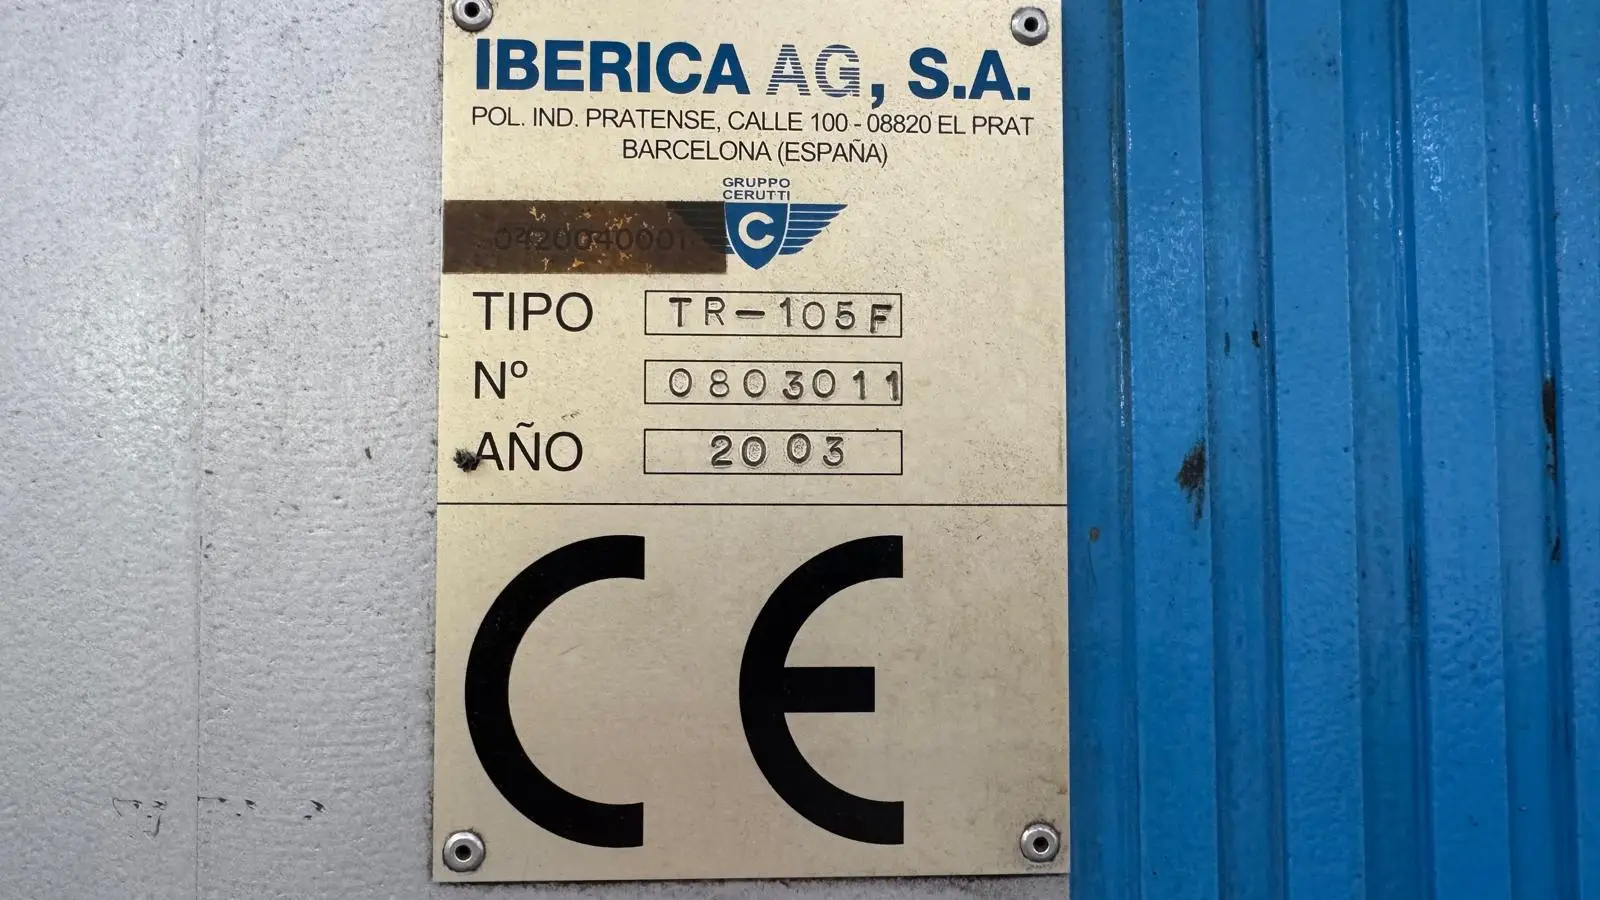 IBERICA AG, S.A.
POL. IND. PRATENSE, CALLE 100 - 08820 EL PRAT
BARCELONA (ESPAÑA)
GRUPPO
CERUTTI
C
TIPO TR-105F
Nº 0803011
AÑO 2003
CE